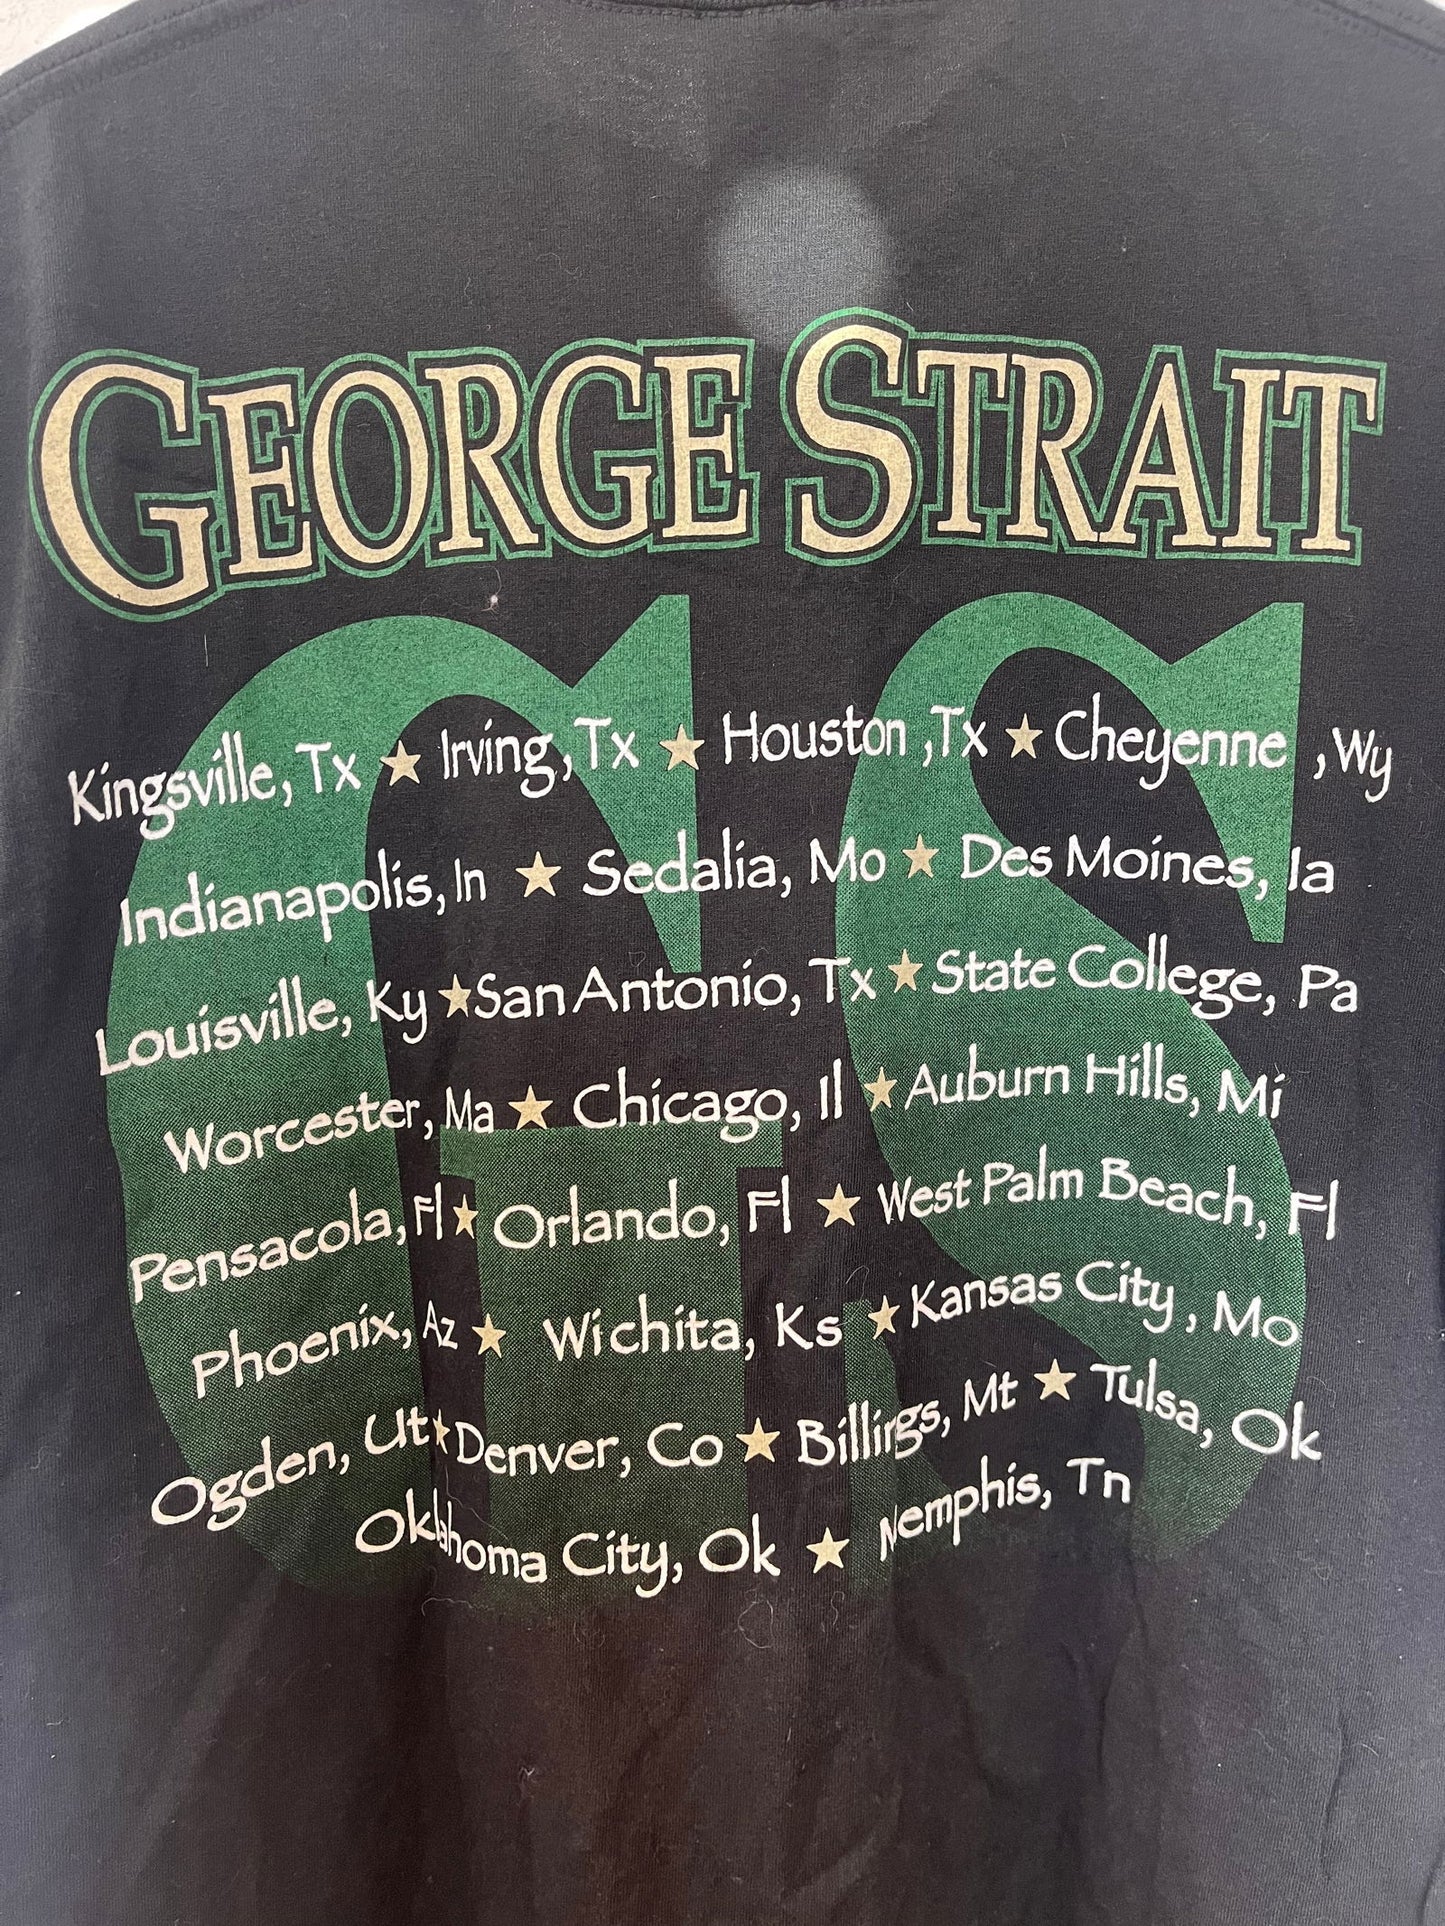 GEORGE STRAIT
GS
Kingsville, Tx ★ Irving, Tx ★ Houston ,Tx ★ Cheyenne ,Wy
Indianapolis, In ★ Sedalia, Mo ★ Des Moines, Ia
Louisville, Ky ★ San Antonio, Tx ★ State College, Pa
Worcester, Ma ★ Chicago, Il ★ Auburn Hills, Mi
Pensacola, Fl ★ Orlando, Fl ★ West Palm Beach, Fl
Phoenix, Az ★ Wichita, Ks ★ Kansas City, Mo
Ogden, Ut ★ Denver, Co ★ Billings, Mt ★ Tulsa, Ok
Oklahoma City, Ok ★ Memphis, Tn